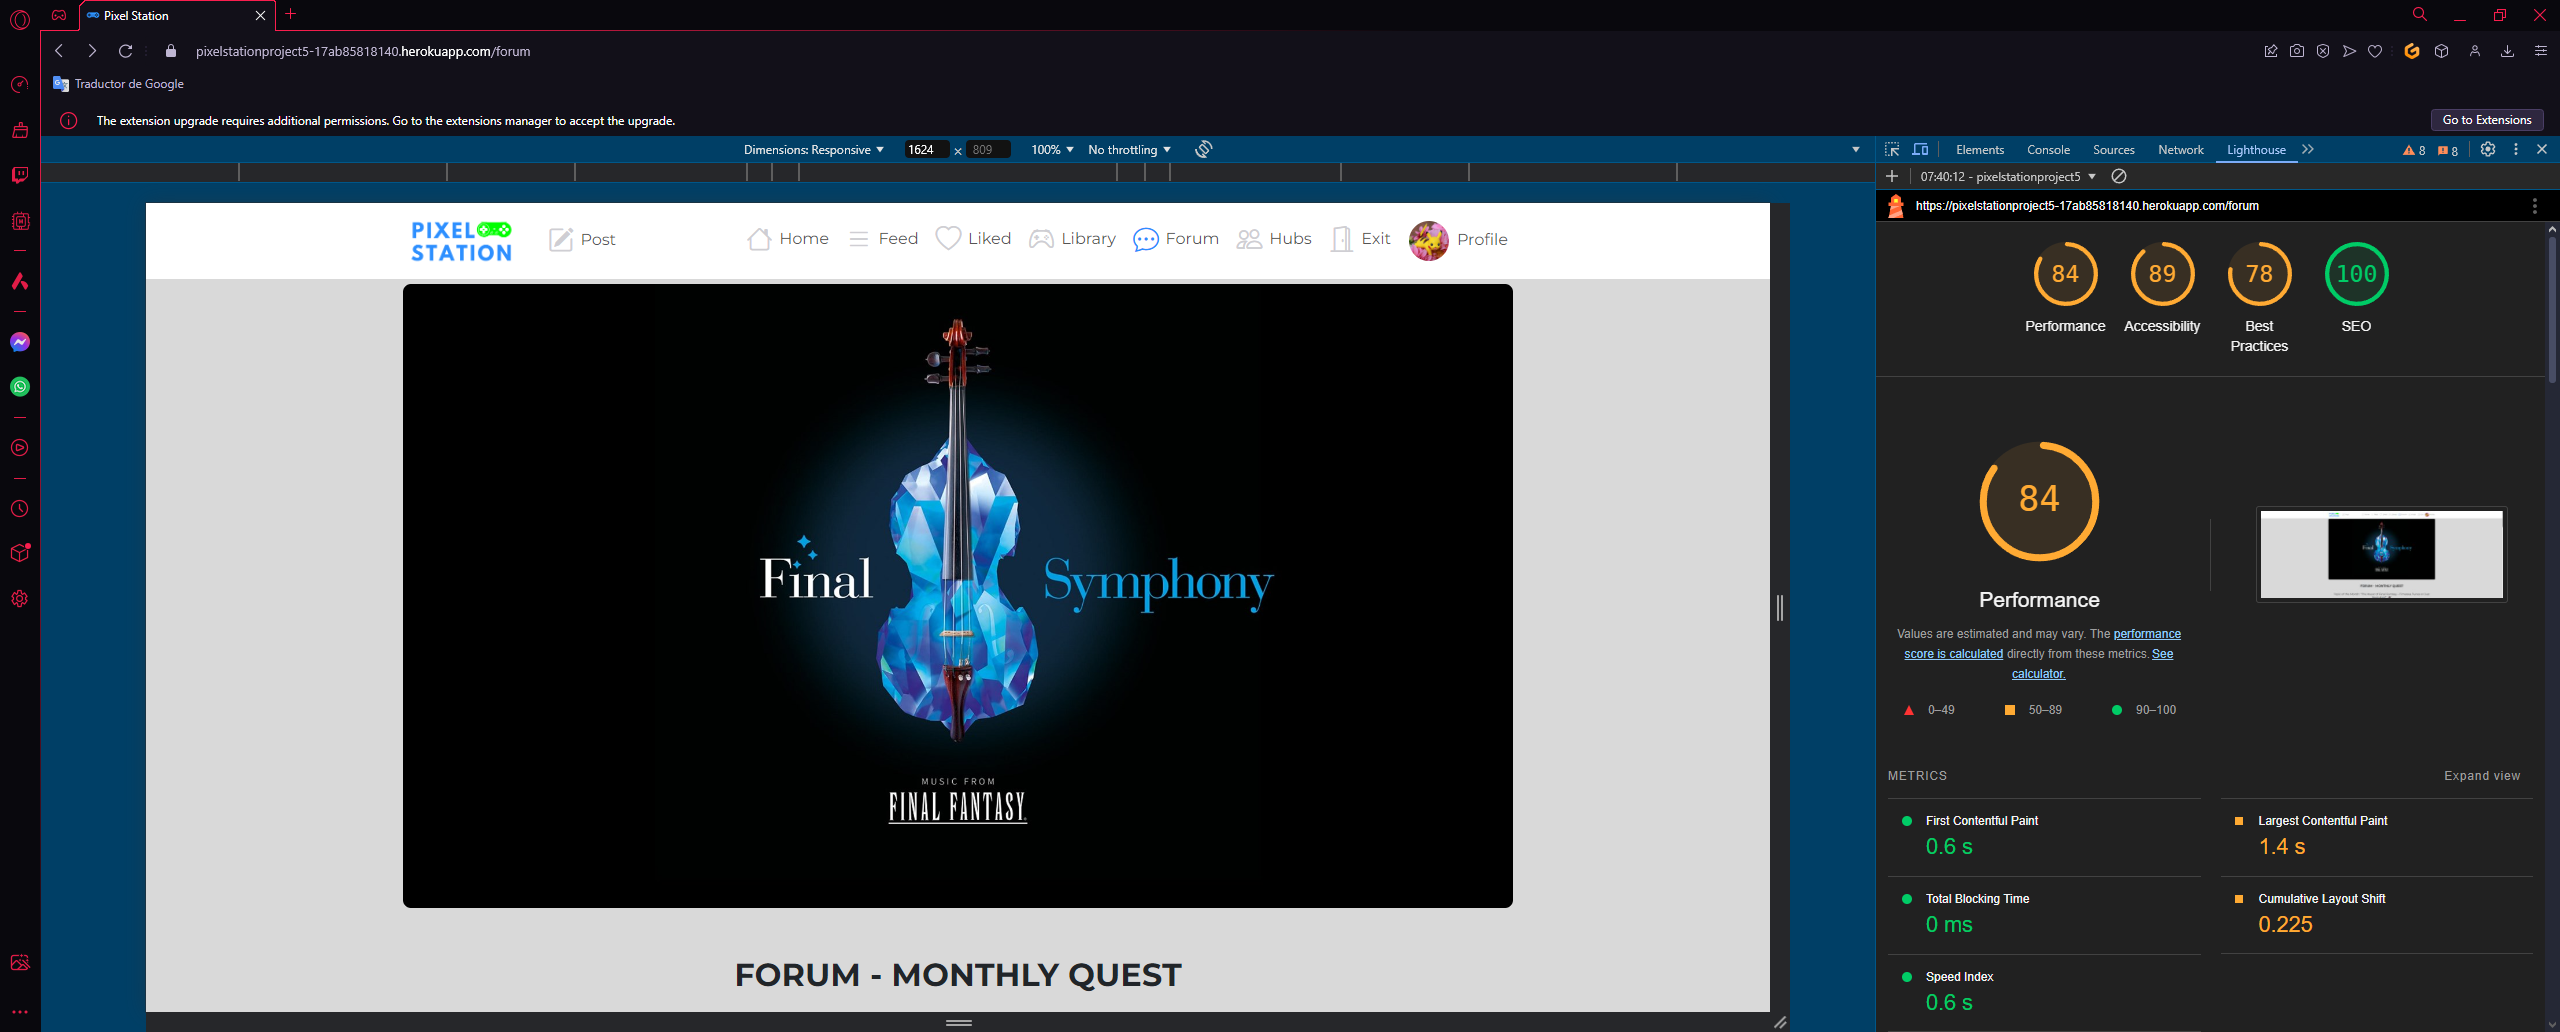 Pixel Station
pixelstationproject5-17ab85818140.herokuapp.com/forum
Traductor de Google
The extension upgrade requires additional permissions. Go to the extensions manager to accept the upgrade.
Go to Extensions
Dimensions: Responsive
1624 × 809
100%
No throttling
Elements
Console
Sources
Network
Lighthouse
8
8
07:40:12 - pixelstationproject5
https://pixelstationproject5-17ab85818140.herokuapp.com/forum
PIXEL
STATION
Post
Home
Feed
Liked
Library
Forum
Hubs
Exit
Profile
Final Symphony
MUSIC FROM
FINAL FANTASY
FORUM - MONTHLY QUEST
84
89
78
100
Performance
Accessibility
Best
Practices
SEO
84
Performance
Values are estimated and may vary. The performance
score is calculated directly from these metrics. See
calculator.
0–49
50–89
90–100
METRICS
Expand view
First Contentful Paint
0.6 s
Largest Contentful Paint
1.4 s
Total Blocking Time
0 ms
Cumulative Layout Shift
0.225
Speed Index
0.6 s